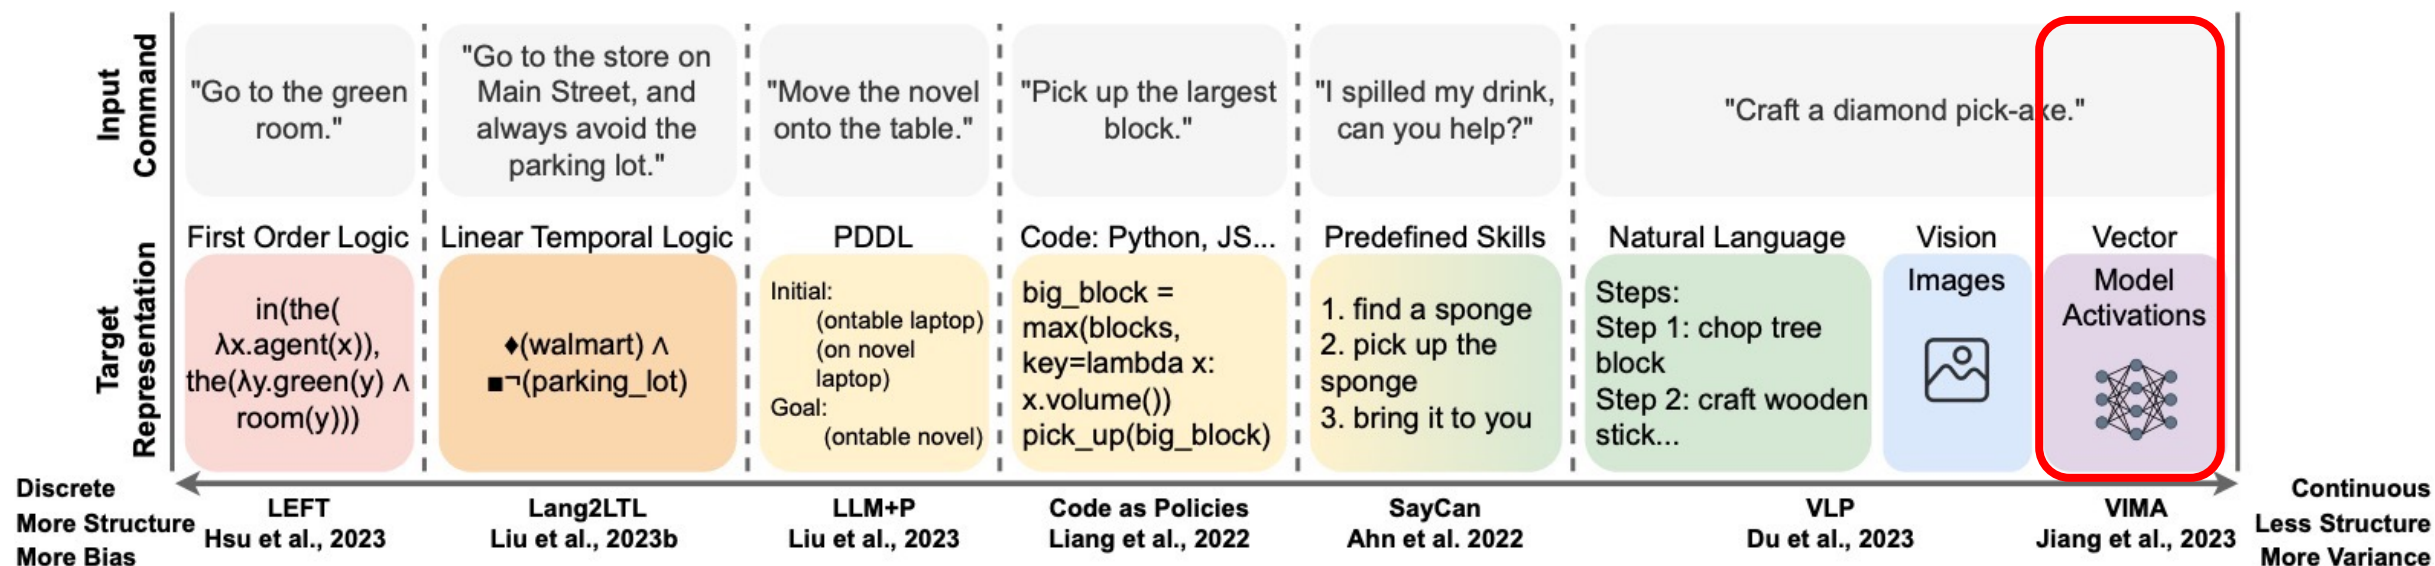 Input
Command
"Go to the green
room."
"Go to the store on
Main Street, and
always avoid the
parking lot."
"Move the novel
onto the table."
"Pick up the largest
block."
"I spilled my drink,
can you help?"
"Craft a diamond pick-axe."
Target
Representation
First Order Logic
in(the(
λx.agent(x)),
the(λy.green(y) ∧
room(y)))
Linear Temporal Logic
♦(walmart) ∧
■¬(parking_lot)
PDDL
Initial:
(ontable laptop)
(on novel
laptop)
Goal:
(ontable novel)
Code: Python, JS...
big_block =
max(blocks,
key=lambda x:
x.volume())
pick_up(big_block)
Predefined Skills
1. find a sponge
2. pick up the
sponge
3. bring it to you
Natural Language
Steps:
Step 1: chop tree
block
Step 2: craft wooden
stick...
Vision
Images
Vector
Model
Activations
Discrete
More Structure
More Bias
LEFT
Hsu et al., 2023
Lang2LTL
Liu et al., 2023b
LLM+P
Liu et al., 2023
Code as Policies
Liang et al., 2022
SayCan
Ahn et al. 2022
VLP
Du et al., 2023
VIMA
Jiang et al., 2023
Continuous
Less Structure
More Variance